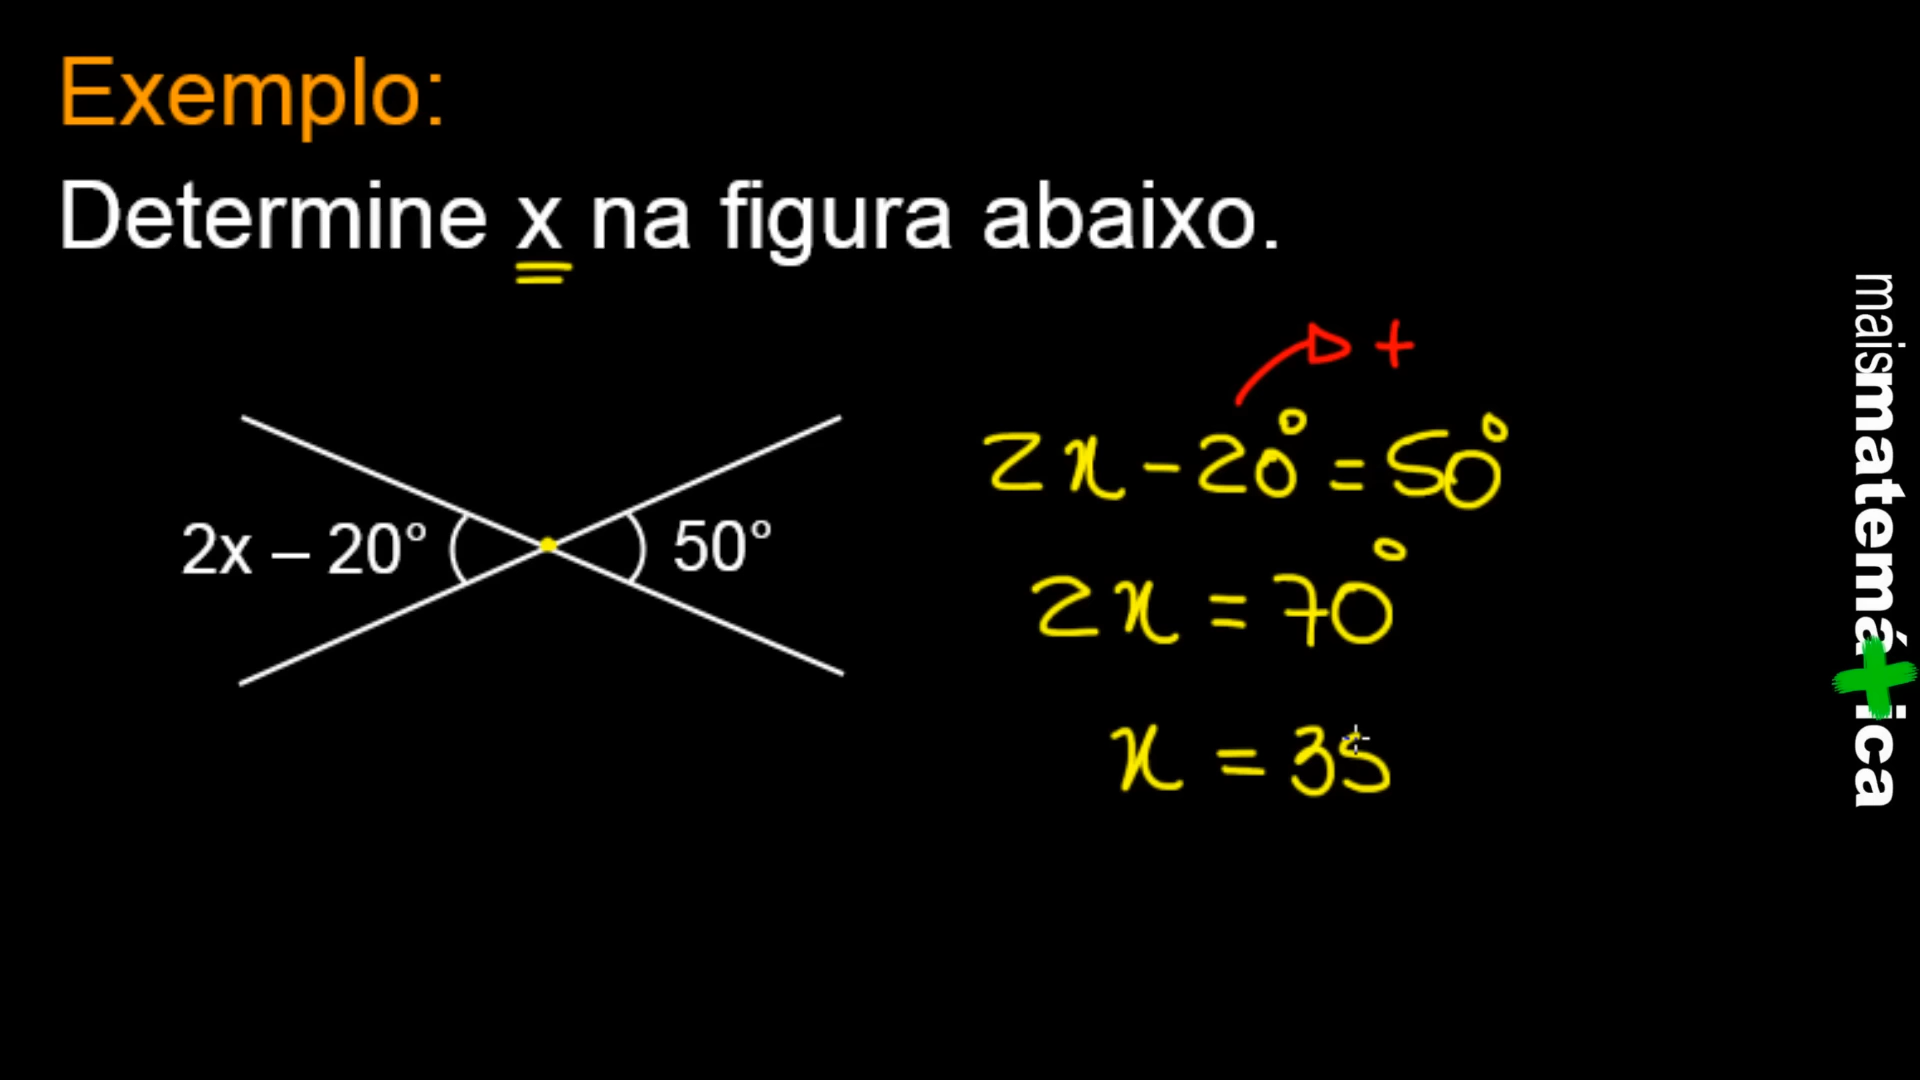 Exemplo:
Determine x na figura abaixo.
+
2x – 20°
50°
2x - 20° = 50°
2x = 70°
x = 35
maismatemática